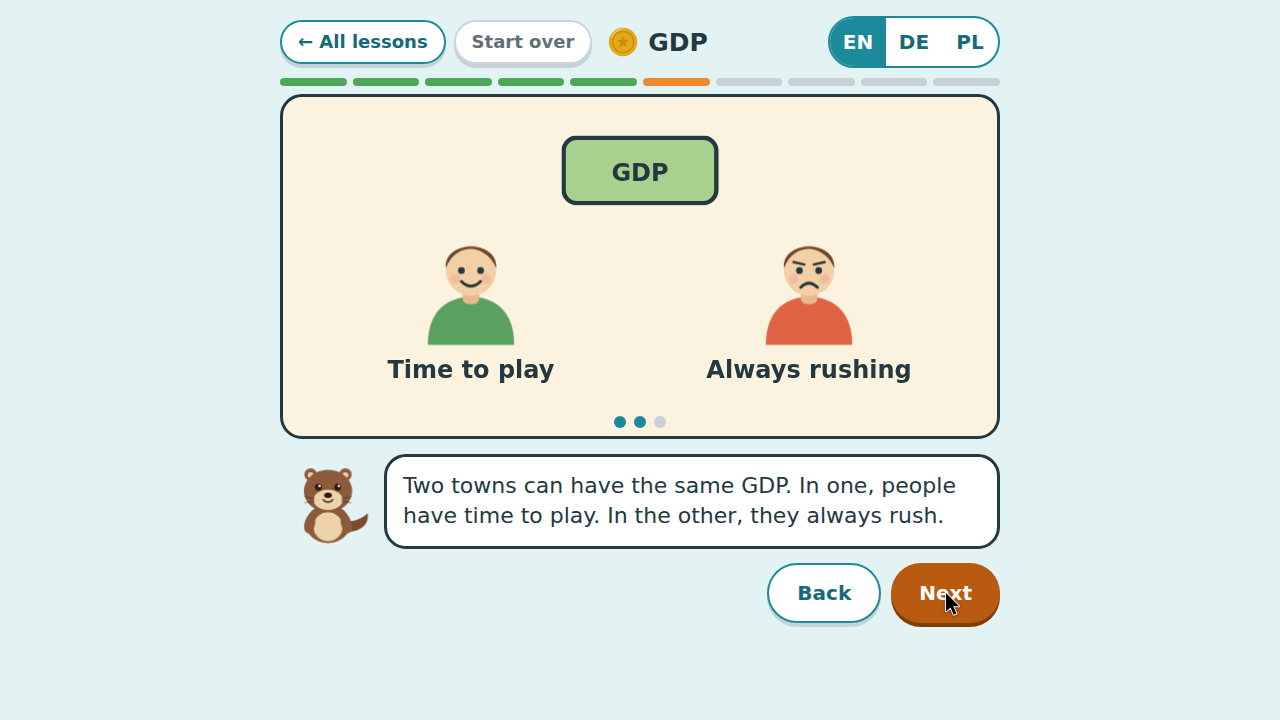 ← All lessons
Start over
GDP
EN
DE
PL
GDP
Time to play
Always rushing
Two towns can have the same GDP. In one, people
have time to play. In the other, they always rush.
Back
Next